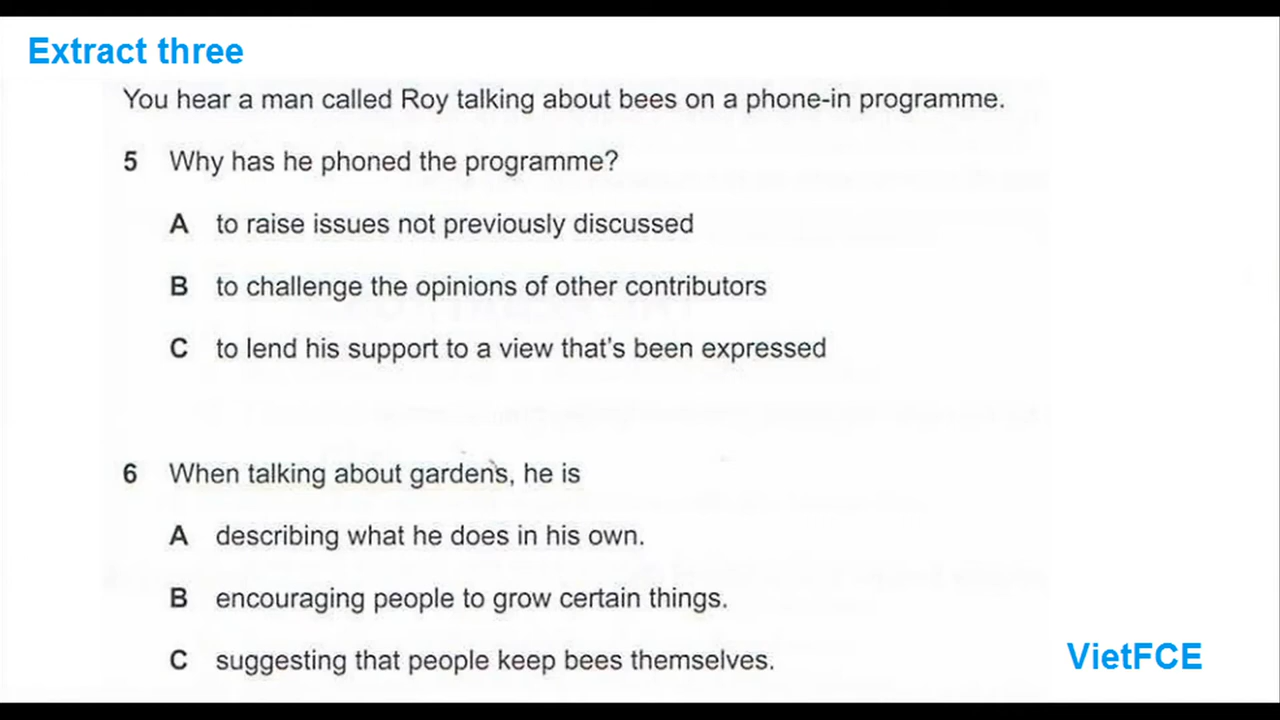 Extract three
You hear a man called Roy talking about bees on a phone-in programme.
5 Why has he phoned the programme?
A to raise issues not previously discussed
B to challenge the opinions of other contributors
C to lend his support to a view that's been expressed
6 When talking about gardens, he is
A describing what he does in his own.
B encouraging people to grow certain things.
C suggesting that people keep bees themselves.
VietFCE